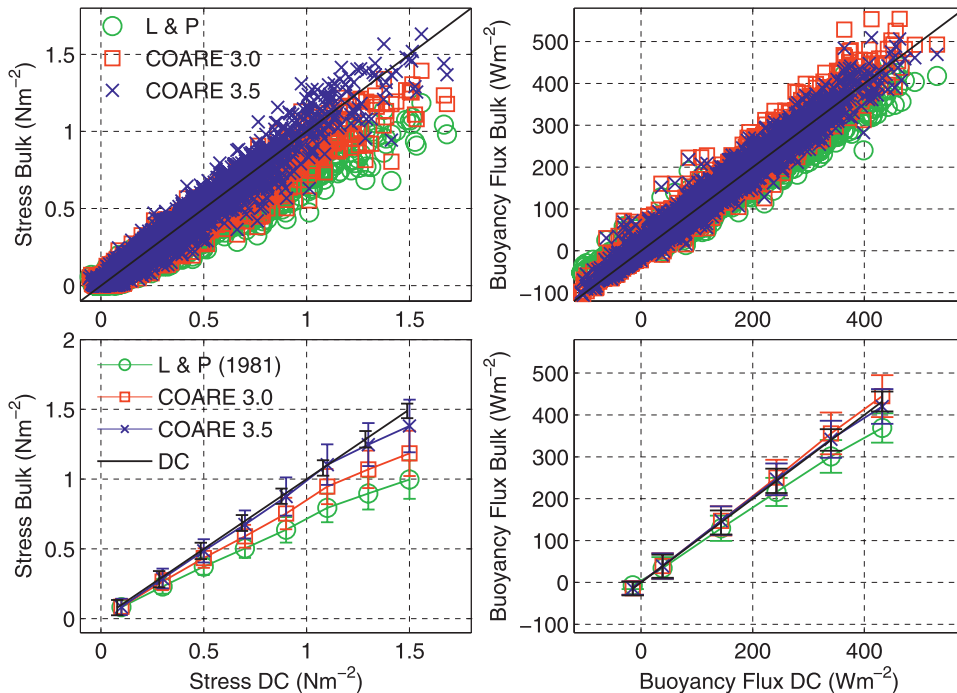 Stress Bulk (Nm−2)
1.5
1
0.5
0
0
0.5
1
1.5
L & P
COARE 3.0
COARE 3.5
Buoyancy Flux Bulk (Wm−2)
500
400
300
200
100
0
−100
0
200
400
Stress Bulk (Nm−2)
2
1.5
1
0.5
0
0
0.5
1
1.5
L & P (1981)
COARE 3.0
COARE 3.5
DC
Stress DC (Nm−2)
Buoyancy Flux Bulk (Wm−2)
500
400
300
200
100
0
−100
0
200
400
Buoyancy Flux DC (Wm−2)